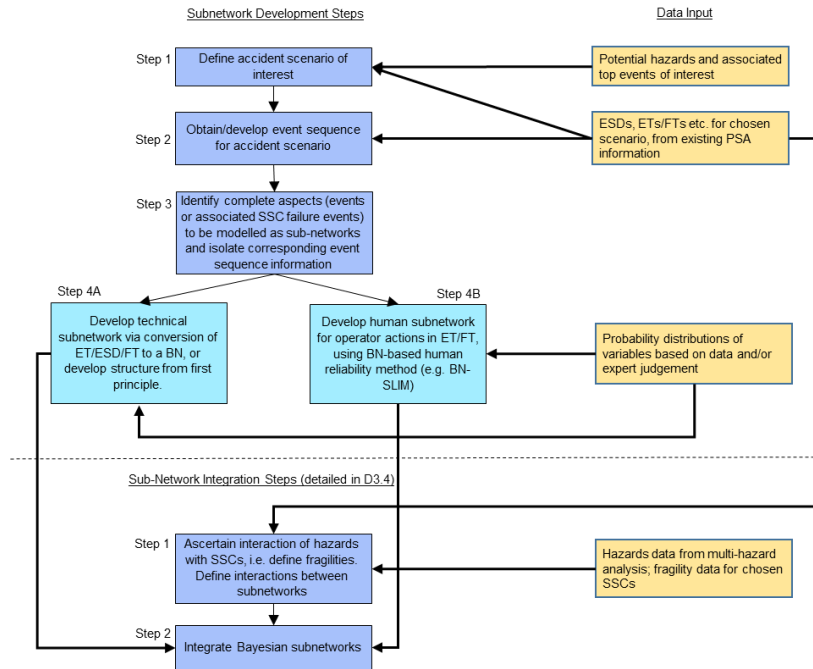 Subnetwork Development Steps
Data Input
Step 1
Define accident scenario of
interest
Potential hazards and associated
top events of interest
Step 2
Obtain/develop event sequence
for accident scenario
ESDs, ETs/FTs etc. for chosen
scenario, from existing PSA
information
Step 3
Identify complete aspects (events
or associated SSC failure events)
to be modelled as sub-networks
and isolate corresponding event
sequence information
Step 4A
Develop technical
subnetwork via conversion of
ET/ESD/FT to a BN, or
develop structure from first
principle.
Step 4B
Develop human subnetwork
for operator actions in ET/FT,
using BN-based human
reliability method (e.g. BN-
SLIM)
Probability distributions of
variables based on data and/or
expert judgement
Sub-Network Integration Steps (detailed in D3.4)
Step 1
Ascertain interaction of hazards
with SSCs, i.e. define fragilities.
Define interactions between
subnetworks
Hazards data from multi-hazard
analysis; fragility data for chosen
SSCs
Step 2
Integrate Bayesian subnetworks